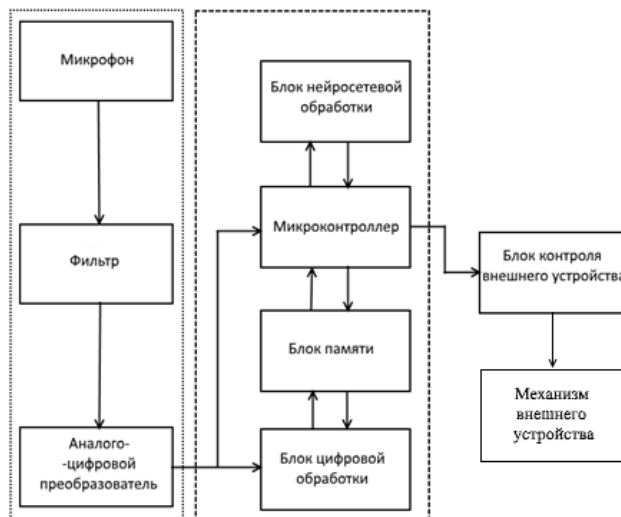 Микрофон
Фильтр
Аналого-
-цифровой
преобразователь
Блок нейросетевой
обработки
Микроконтроллер
Блок памяти
Блок цифровой
обработки
Блок контроля
внешнего устройства
Механизм
внешнего
устройства